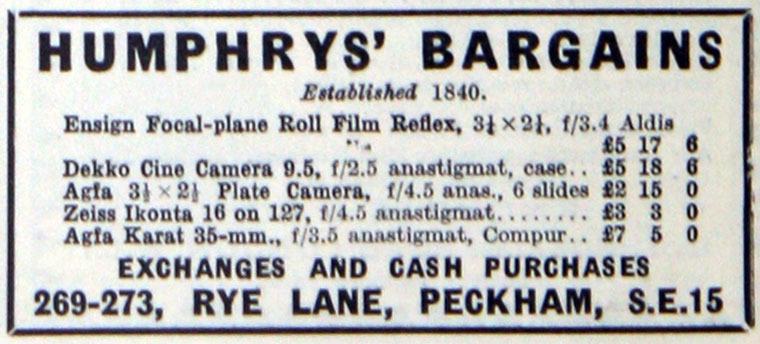 HUMPHRYS' BARGAINS
Established 1840.
Ensign Focal-plane Roll Film Reflex, 3¼ × 2¼, f/3.4 Aldis
£5 17 6
Dekko Cine Camera 9.5, f/2.5 anastigmat, case.. £5 18 6
Agfa 3½ × 2½ Plate Camera, f/4.5 anas., 6 slides £2 15 0
Zeiss Ikonta 16 on 127, f/4.5 anastigmat........ £3 3 0
Agfa Karat 35-mm., f/3.5 anastigmat, Compur.. £7 5 0
EXCHANGES AND CASH PURCHASES
269-273, RYE LANE, PECKHAM, S.E.15